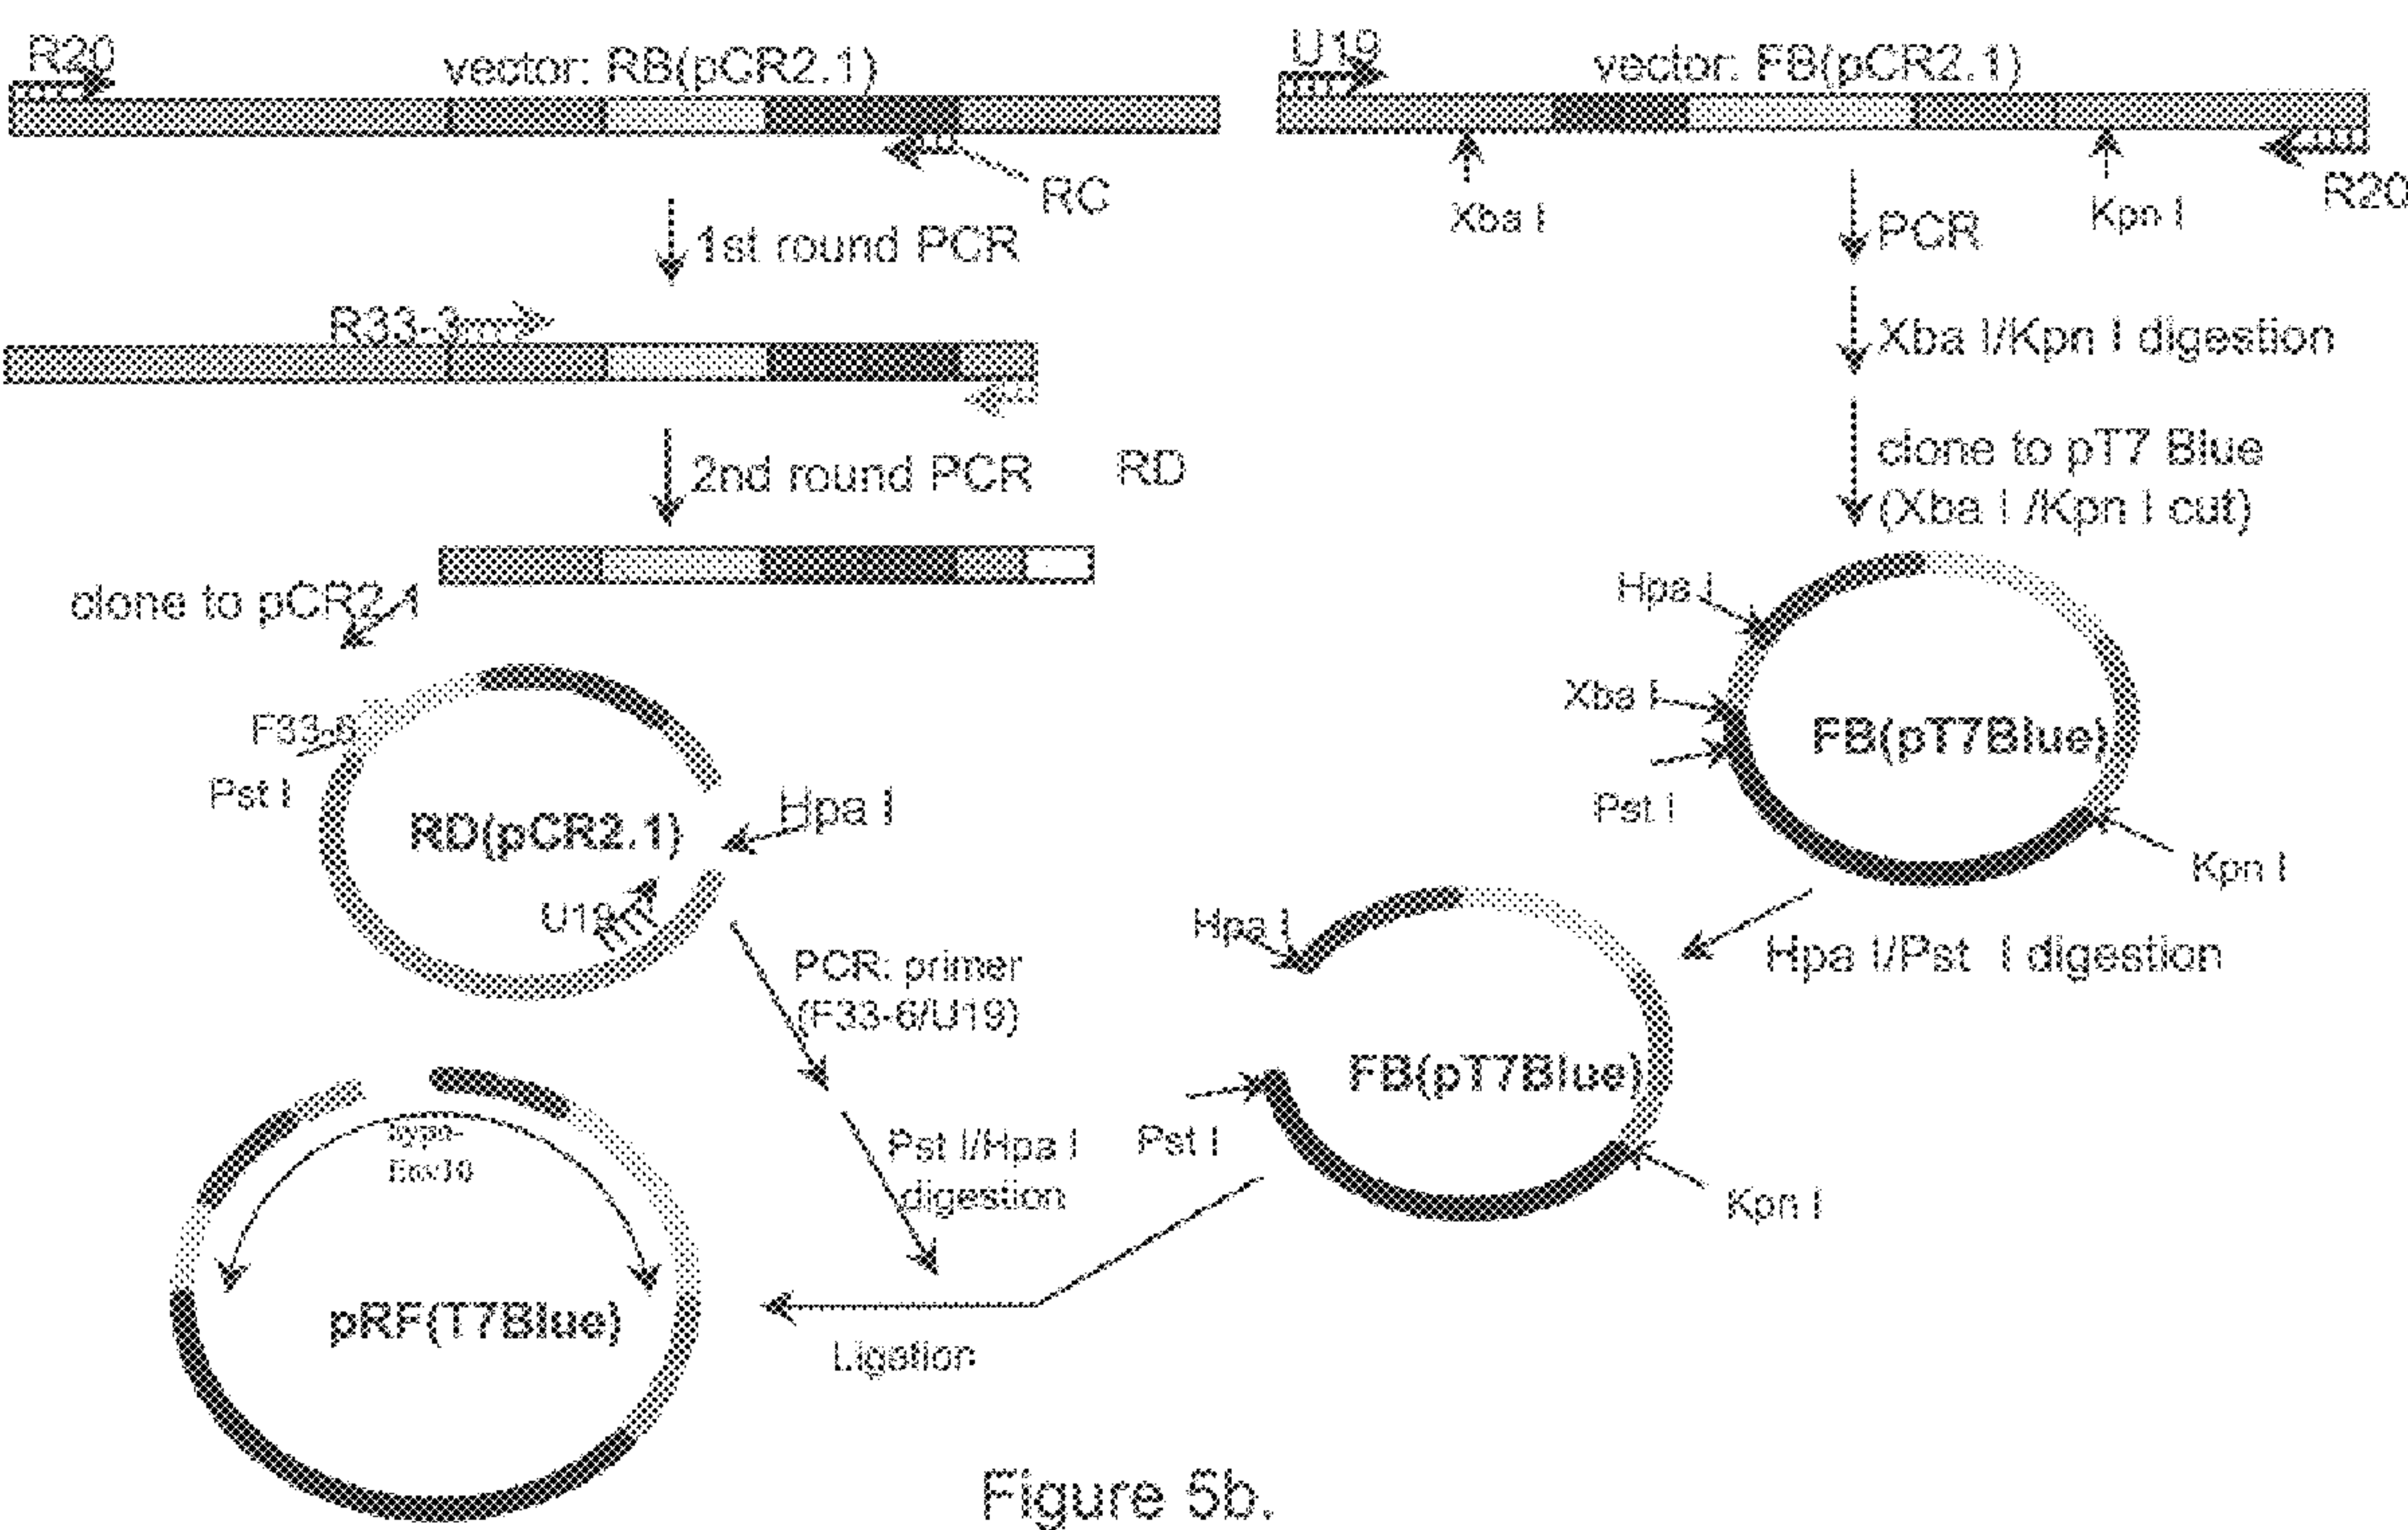 R20
vector: RB(pCR2.1)
RC
1st round PCR
R33-3
2nd round PCR
RD
clone to pCR2.1
F33-6
Pst I
RD(pCR2.1)
Hpa I
U19
PCR: primer
(F33-6/U19)
Pst I/Hpa I
digestion
U19
vector: FB(pCR2.1)
Xba I
Kpn I
R20
PCR
Xba I/Kpn I digestion
clone to pT7 Blue
(Xba I /Kpn I cut)
Hpa I
Xba I
Pst I
FB(pT7Blue)
Kpn I
Hpa I/Pst I digestion
Hpa I
Pst I
FB(pT7Blue)
Kpn I
Ligation
pRF(T7Blue)
Figure 5b.